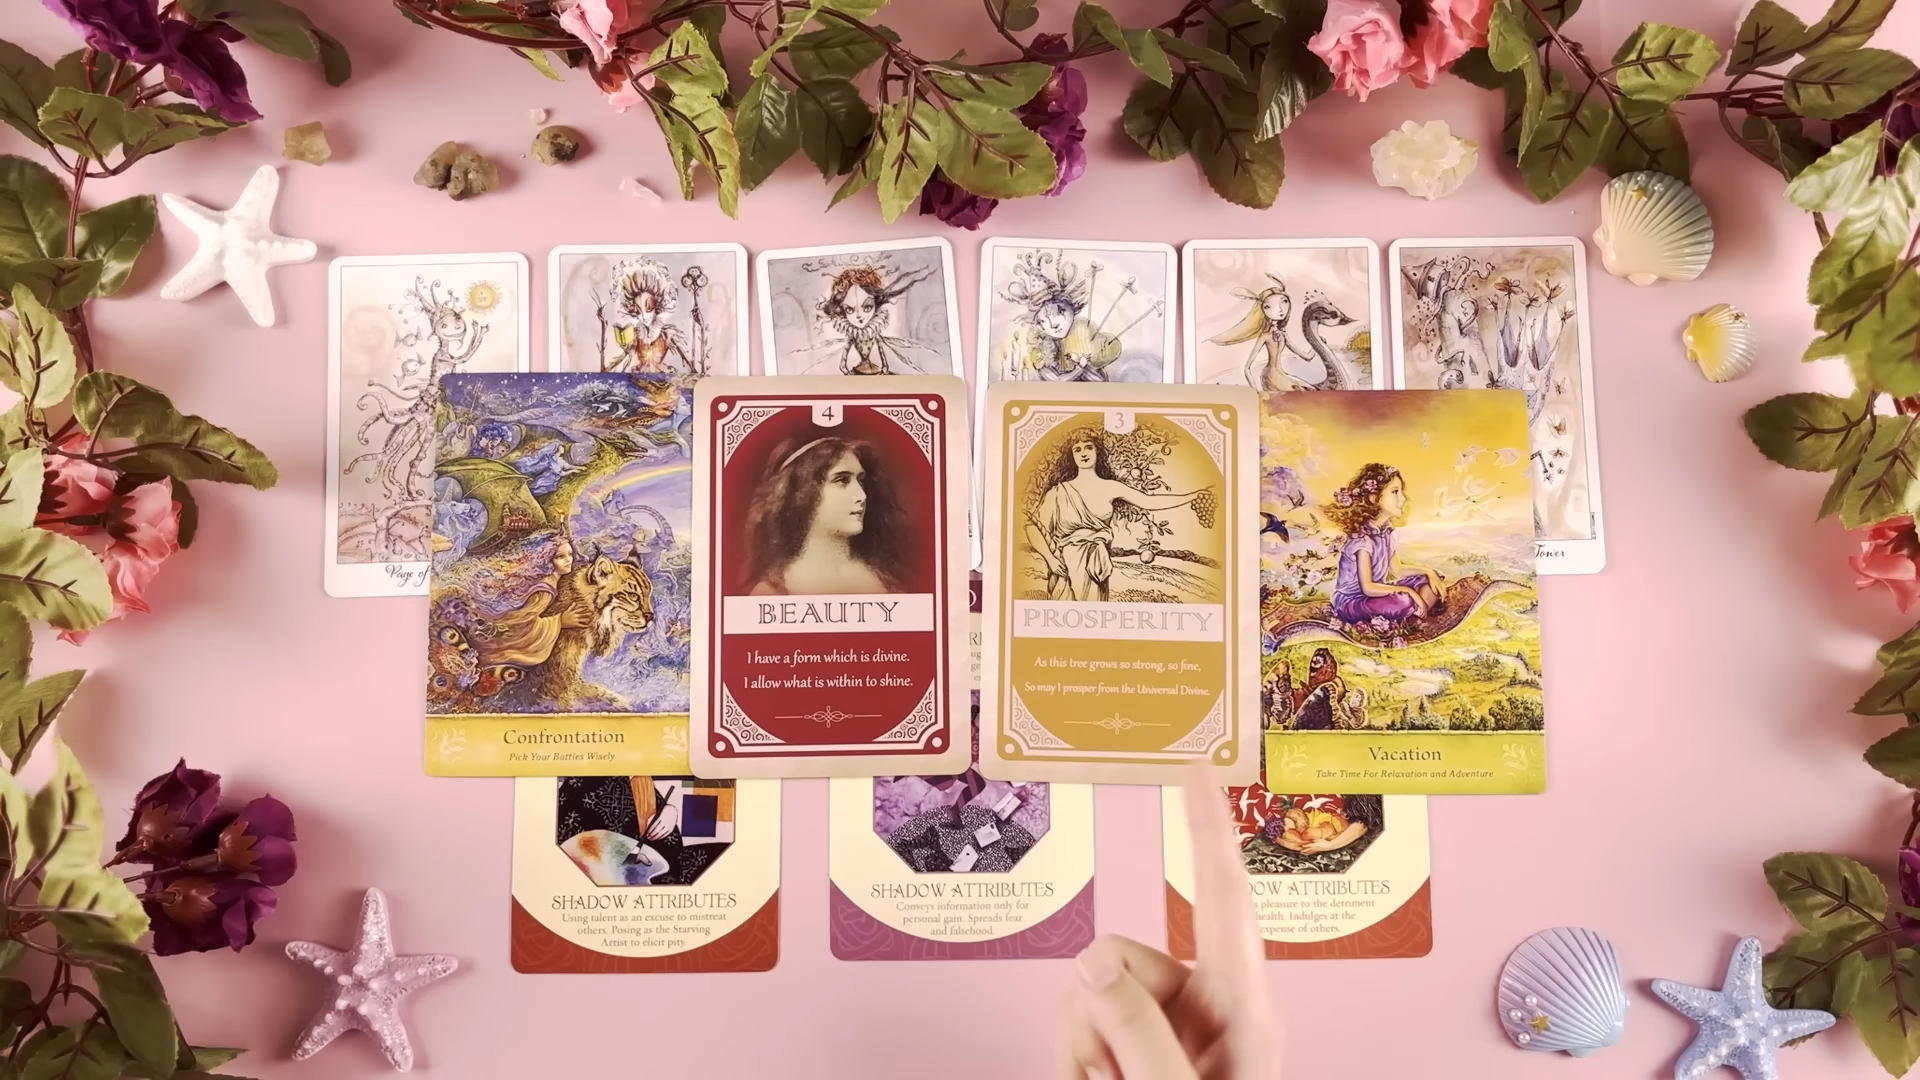 Page of
Tower
4
BEAUTY
I have a form which is divine.
I allow what is within to shine.
3
PROSPERITY
As this tree grows so strong, so fine,
So may I prosper from the Universal Divine.
Confrontation
Pick Your Battles Wisely
Vacation
Take Time For Relaxation and Adventure
SHADOW ATTRIBUTES
Using talent as an excuse to mistreat
others. Posing as the Starving
Artist to elicit pity.
SHADOW ATTRIBUTES
Conveys information only for
personal gain. Spreads fear
and falsehood.
OW ATTRIBUTES
pleasure to the detriment
health. Indulges at the
expense of others.